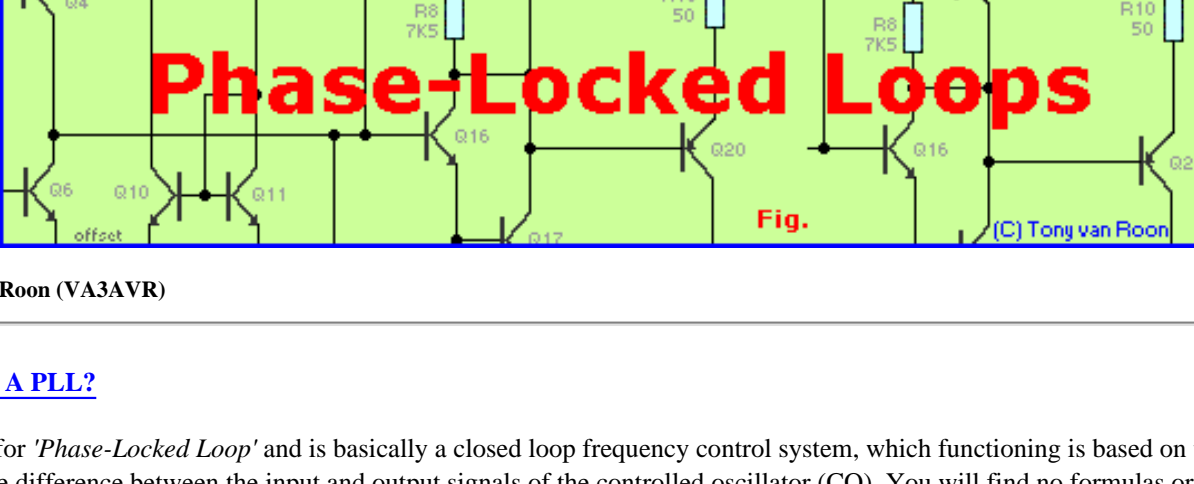 Q4
R8
7K5
50
R8
7K5
R10
50
Phase-Locked Loops
Q16
Q20
Q16
Q6
Q10
Q11
offset
Q17
Fig.
(C) Tony van Roon
Roon (VA3AVR)
A PLL?
for 'Phase-Locked Loop' and is basically a closed loop frequency control system, which functioning is based on
difference between the input and output signals of the controlled oscillator (CO). You will find no formulas or